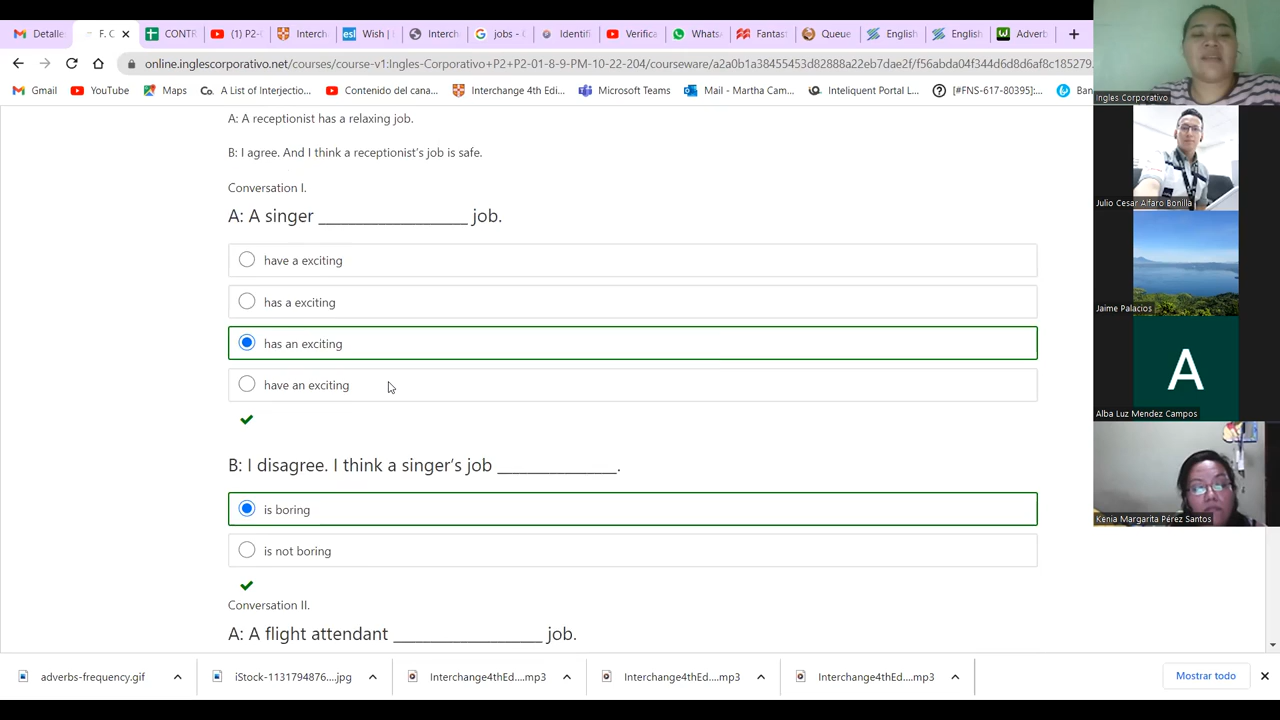 Detalle
F. C
CONTR
(1) P2-
Interch
Wish |
Interch
jobs -
Identifi
Verifica
Whats
Fantas
Queue
English
English
Adverb
online.inglescorporativo.net/courses/course-v1:Ingles-Corporativo+P2+P2-01-8-9-PM-10-22-204/courseware/a2a0b1a38455453d82888a22eb7dae2f/f56abda04f344d6d8d6af8c185279
Gmail
YouTube
Maps
A List of Interjectio...
Contenido del cana...
Interchange 4th Edi...
Microsoft Teams
Mail - Martha Cam...
Inteliquent Portal L...
[#FNS-617-80395]:...
Ban
A: A receptionist has a relaxing job.
B: I agree. And I think a receptionist's job is safe.
Conversation I.
A: A singer __________________ job.
have a exciting
has a exciting
has an exciting
have an exciting
B: I disagree. I think a singer's job ______________.
is boring
is not boring
Conversation II.
A: A flight attendant __________________ job.
adverbs-frequency.gif
iStock-1131794876....jpg
Interchange4thEd....mp3
Interchange4thEd....mp3
Interchange4thEd....mp3
Mostrar todo
Ingles Corporativo
Julio Cesar Alfaro Bonilla
Jaime Palacios
A
Alba Luz Mendez Campos
Kenia Margarita Pérez Santos